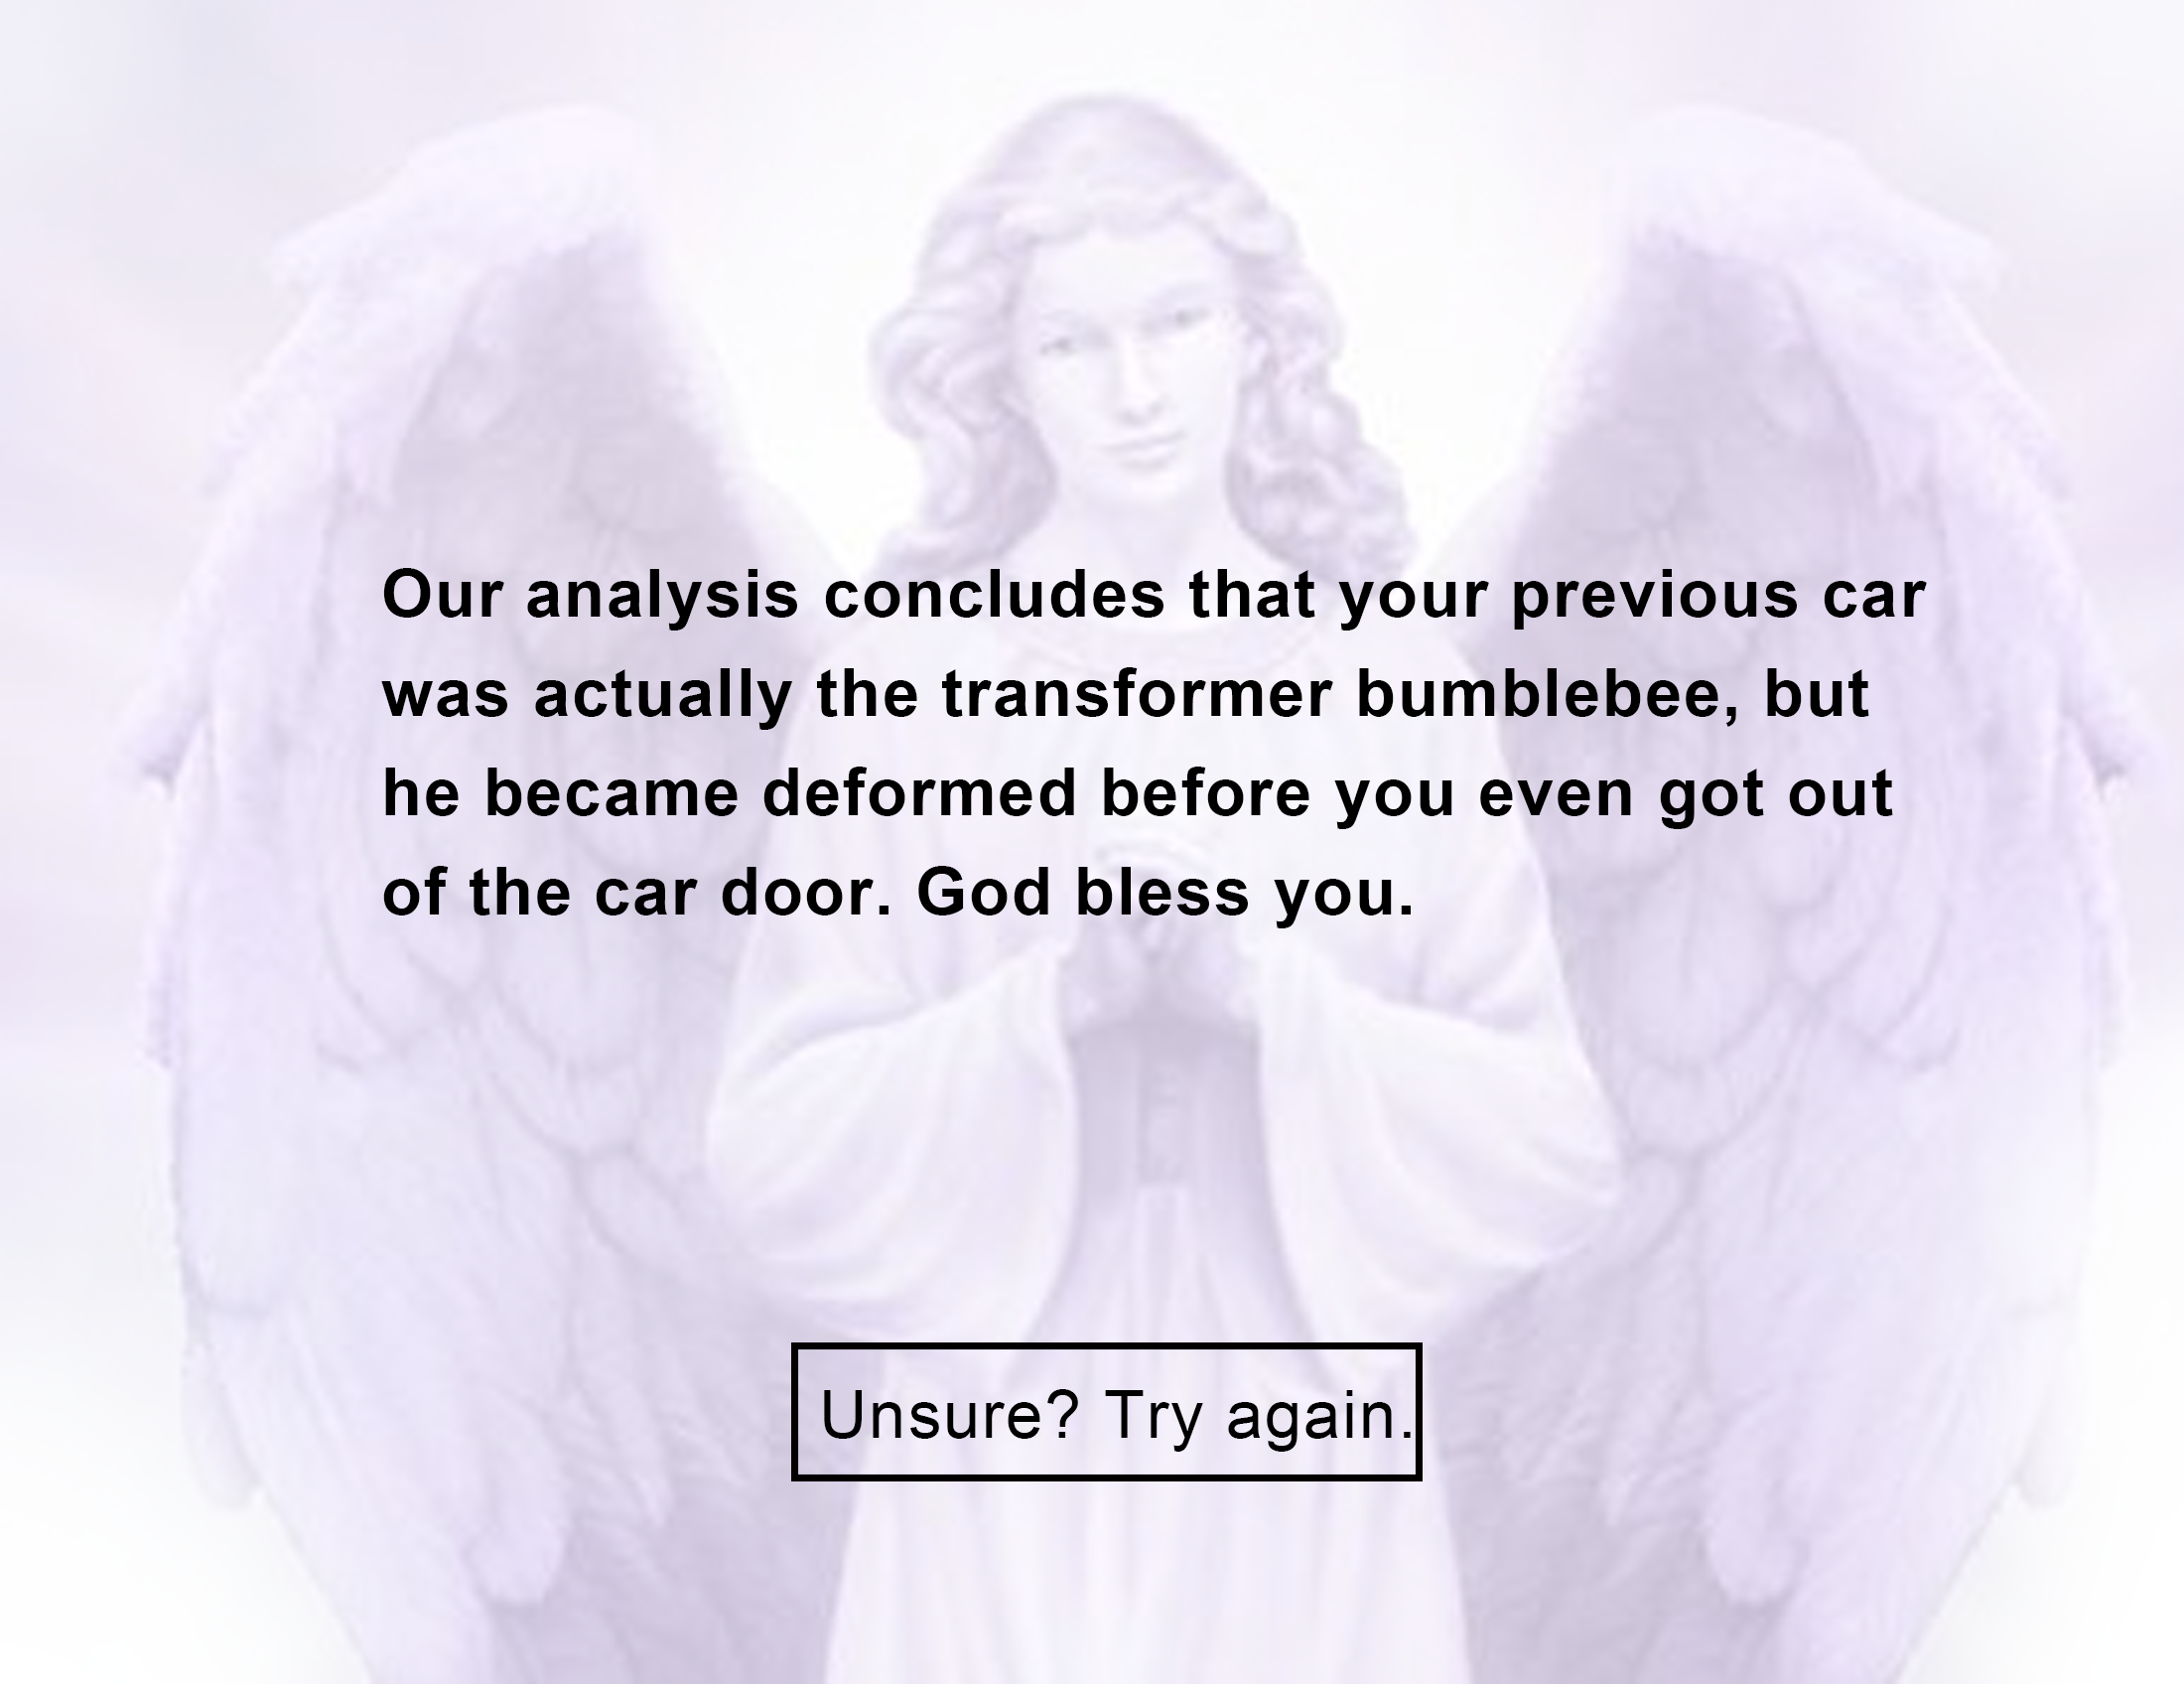 Our analysis concludes that your previous car
was actually the transformer bumblebee, but
he became deformed before you even got out
of the car door. God bless you.
Unsure? Try again.